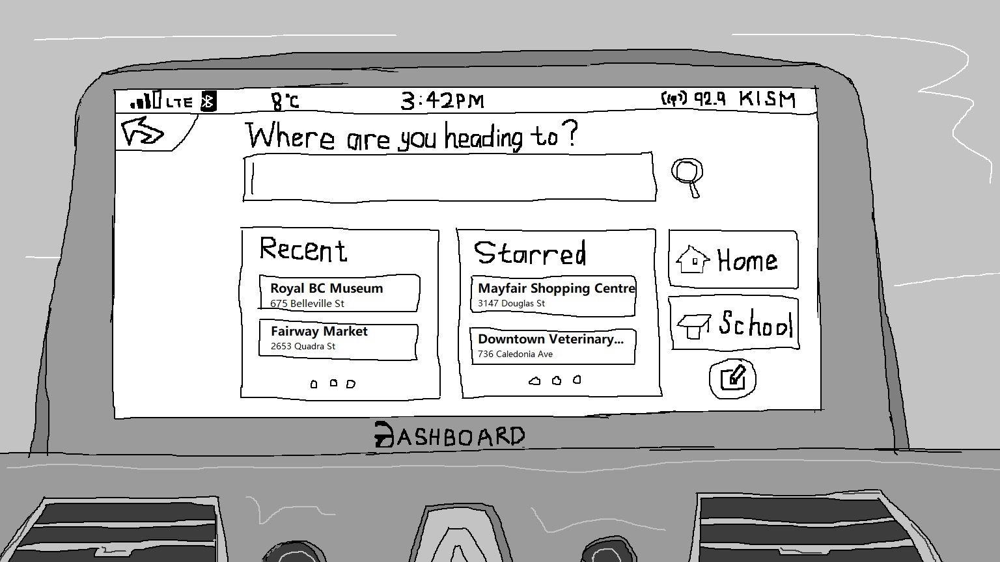 LTE 8°C 3:42PM 92.9 KISM
Where are you heading to?
Recent
Royal BC Museum
675 Belleville St
Fairway Market
2653 Quadra St
Starred
Mayfair Shopping Centre
3147 Douglas St
Downtown Veterinary...
736 Caledonia Ave
Home
School
DASHBOARD